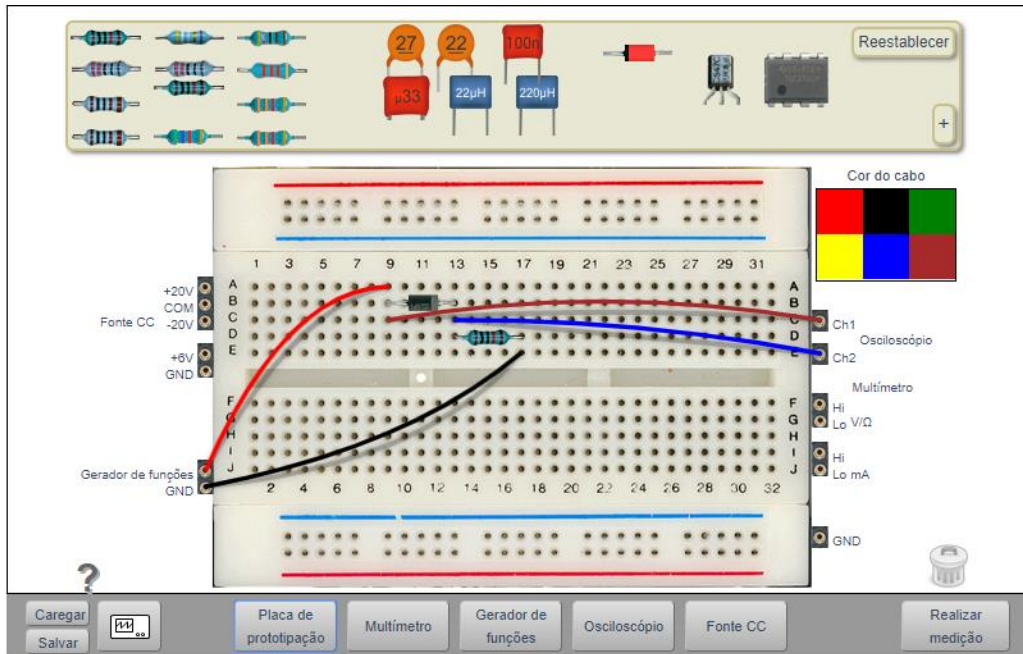 Reestablecer
27
22
100n
µ33
22µH
220µH
+
Cor do cabo
1 3 5 7 9 11 13 15 17 19 21 23 25 27 29 31
A A
B B
C C
D D
E E
+20V
COM
Fonte CC -20V
+6V
GND
Ch1
Osciloscópio
Ch2
Multímetro
Hi
Lo V/Ω
Hi
Lo mA
F F
G G
H H
I I
J J
Gerador de funções
GND
2 4 6 8 10 12 14 16 18 20 22 24 26 28 30 32
GND
?
Caregar
Salvar
Placa de
prototipação
Multímetro
Gerador de
funções
Osciloscópio
Fonte CC
Realizar
medição